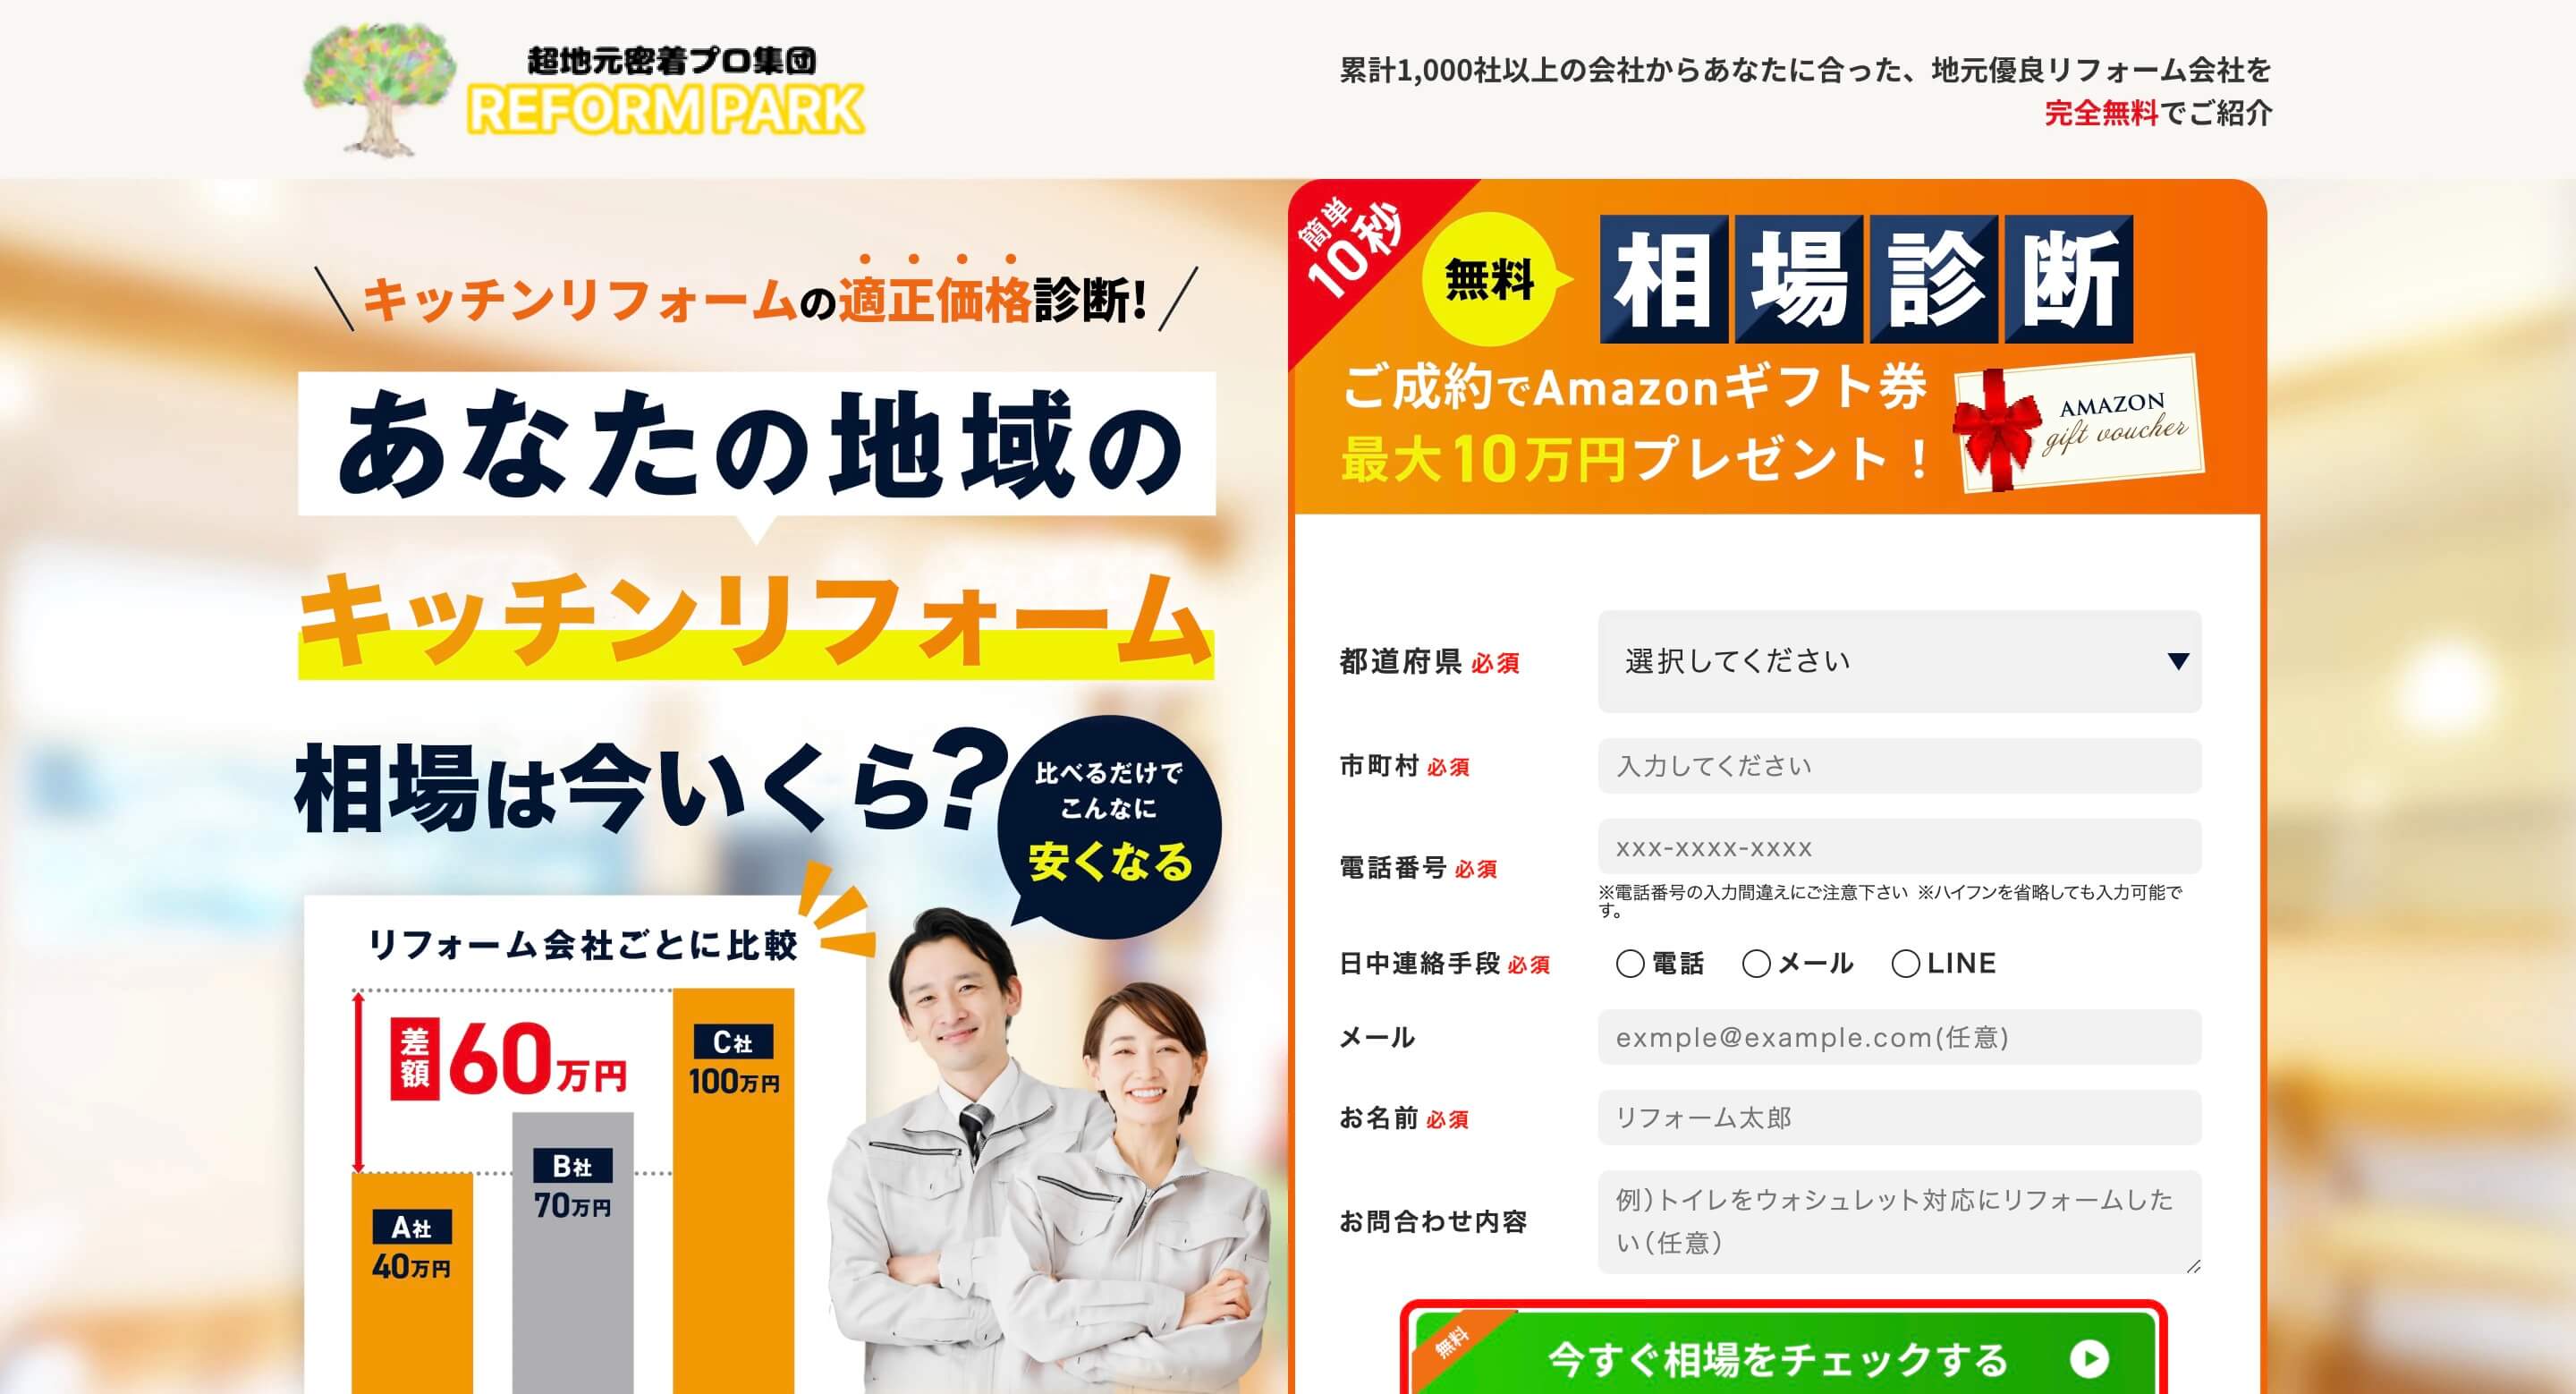 超地元密着プロ集団
REFORM PARK
累計1,000社以上の会社からあなたに合った、地元優良リフォーム会社を
完全無料でご紹介
キッチンリフォームの適正価格診断!
あなたの地域の
キッチンリフォーム
相場は今いくら?
比べるだけで
こんなに
安くなる
リフォーム会社ごとに比較
差額
60万円
A社
40万円
B社
70万円
C社
100万円
簡単
10秒
無料
相場診断
ご成約でAmazonギフト券
最大10万円プレゼント！
AMAZON
gift voucher
都道府県 必須
選択してください
市町村 必須
入力してください
電話番号 必須
xxx-xxxx-xxxx
※電話番号の入力間違えにご注意下さい ※ハイフンを省略しても入力可能で
す。
日中連絡手段 必須
電話 メール LINE
メール
exmple@example.com(任意)
お名前 必須
リフォーム太郎
お問合わせ内容
例）トイレをウォシュレット対応にリフォームした
い（任意）
無料
今すぐ相場をチェックする